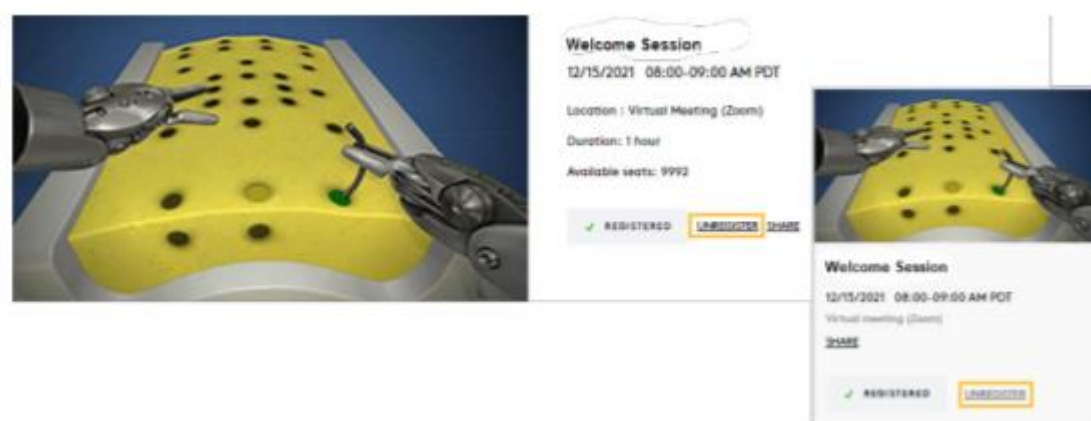 Welcome Session
12/15/2021 08:00-09:00 AM PDT
Location : Virtual Meeting (Zoom)
Duration: 1 hour
Available seats: 9992
✓ REGISTERED UNREGISTER SHARE
Welcome Session
12/15/2021 08:00-09:00 AM PDT
Virtual meeting (Zoom)
SHARE
✓ REGISTERED UNREGISTER